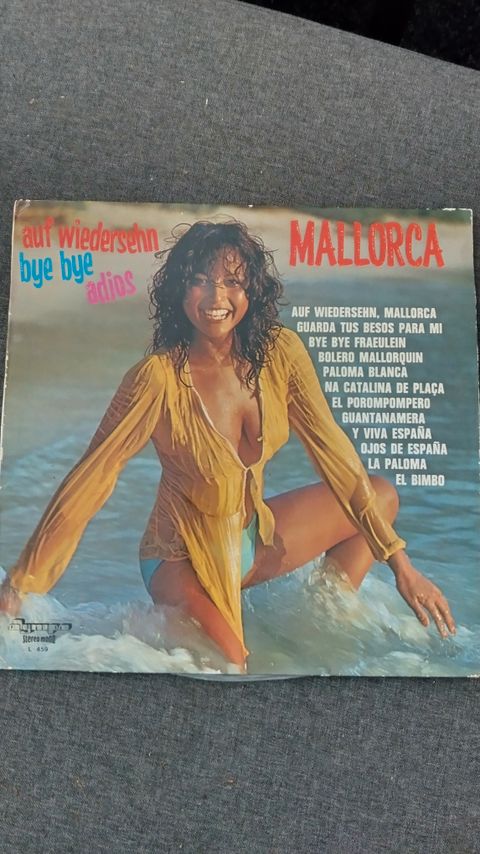 auf wiedersehn
bye bye
adios
MALLORCA
AUF WIEDERSEHN, MALLORCA
GUARDA TUS BESOS PARA MI
BYE BYE FRAEULEIN
BOLERO MALLORQUIN
PALOMA BLANCA
NA CATALINA DE PLAÇA
EL POROMPOMPERO
GUANTANAMERA
Y VIVA ESPAÑA
OJOS DE ESPAÑA
LA PALOMA
EL BIMBO
Olympo
Stereo mono
L 459